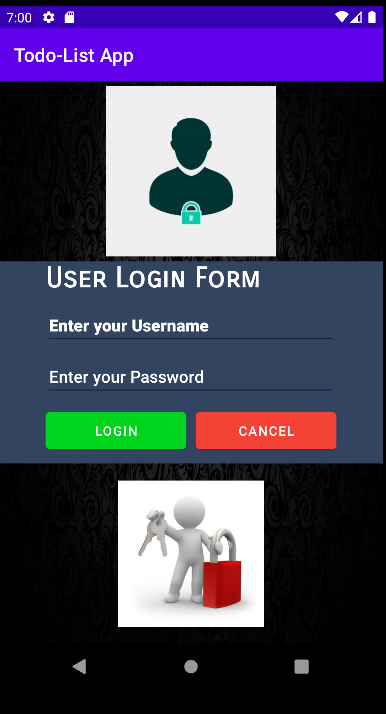 7:00
Todo-List App
User Login Form
Enter your Username
Enter your Password
LOGIN
CANCEL